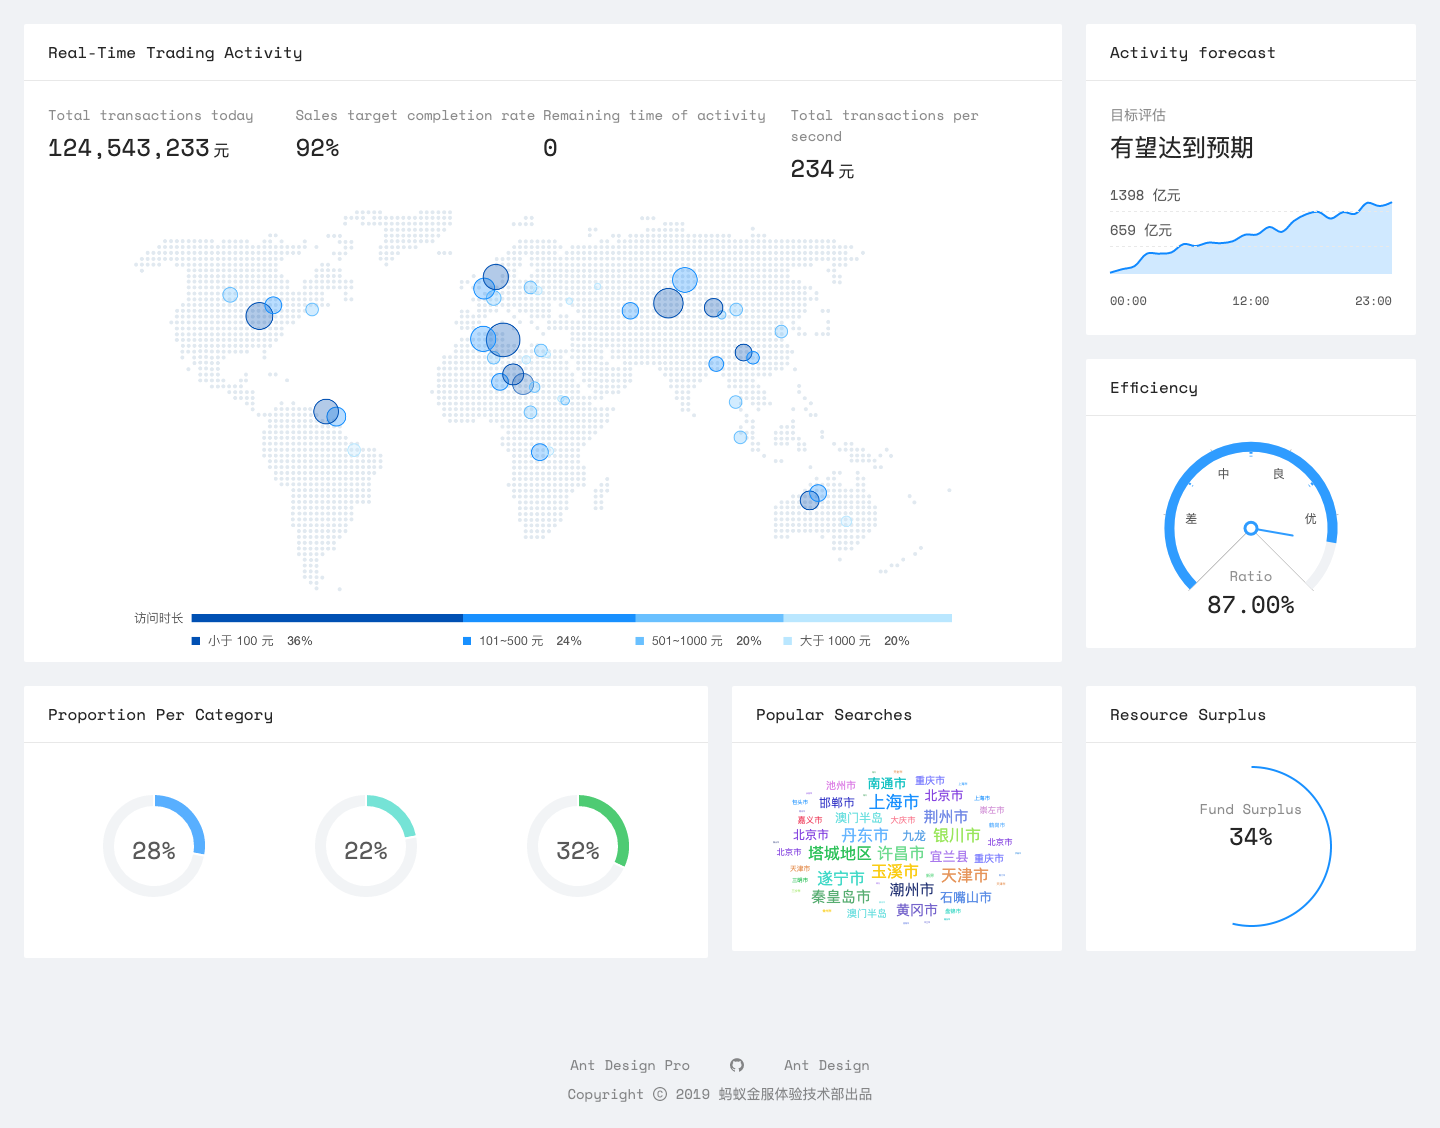 Real-Time Trading Activity
Total transactions today
124,543,233 元
Sales target completion rate
92%
Remaining time of activity
0
Total transactions per
second
234 元
访问时长
小于 100 元 36%
101~500 元 24%
501~1000 元 20%
大于 1000 元 20%
Activity forecast
目标评估
有望达到预期
1398 亿元
659 亿元
00:00 12:00 23:00
Efficiency
中 良
差 优
Ratio
87.00%
Proportion Per Category
28% 22% 32%
Popular Searches
池州市 南通市 重庆市
包头市 邯郸市 上海市 北京市 上海市
嘉义市 澳门半岛 大庆市 荆州市 崇左市
北京市 丹东市 九龙 银川市 北京市
北京市 塔城地区 许昌市 宜兰县 重庆市
天津市 遂宁市 玉溪市 天津市
秦皇岛市 潮州市 石嘴山市
澳门半岛 黄冈市
Resource Surplus
Fund Surplus
34%
Ant Design Pro Ant Design
Copyright © 2019 蚂蚁金服体验技术部出品